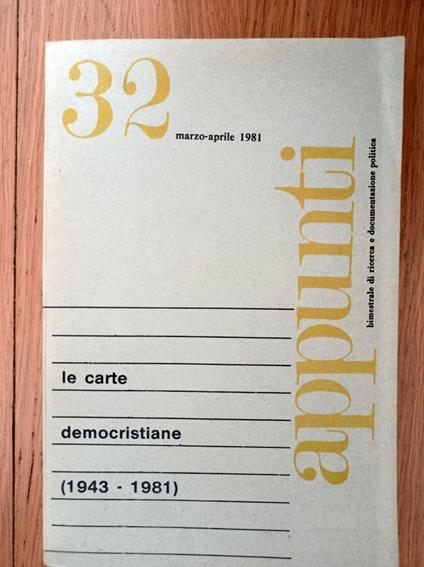 32
marzo-aprile 1981
appunti
bimestrale di ricerca e documentazione politica
le carte
democristiane
(1943 - 1981)